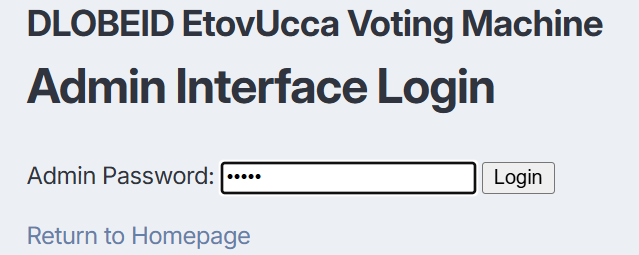 DLOBEID EtovUcca Voting Machine
Admin Interface Login
Admin Password: ••••• Login
Return to Homepage